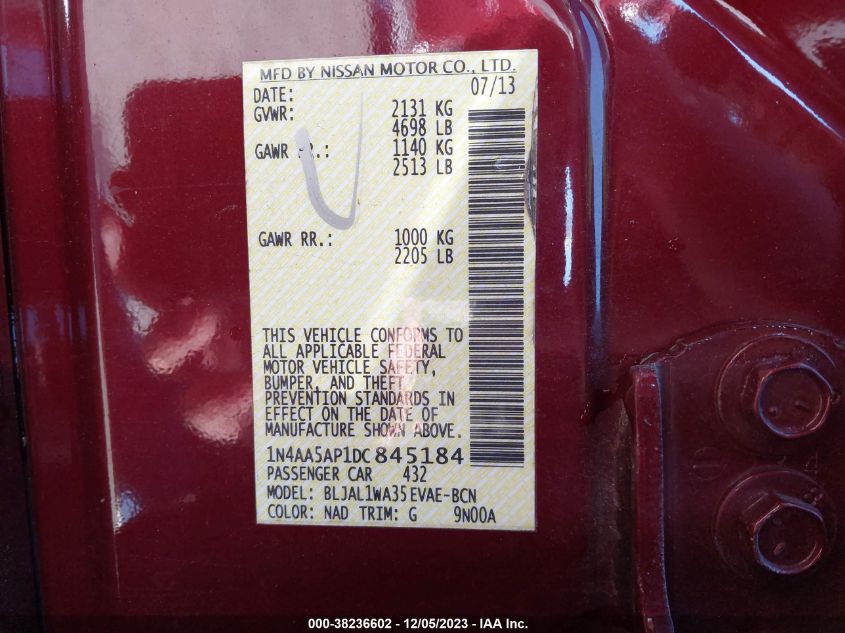 MFD BY NISSAN MOTOR CO., LTD.
DATE: 07/13
GVWR: 2131 KG
4698 LB
GAWR FR.: 1140 KG
2513 LB
GAWR RR.: 1000 KG
2205 LB
THIS VEHICLE CONFORMS TO
ALL APPLICABLE FEDERAL
MOTOR VEHICLE SAFETY,
BUMPER, AND THEFT
PREVENTION STANDARDS IN
EFFECT ON THE DATE OF
MANUFACTURE SHOWN ABOVE.
1N4AA5AP1DC845184
PASSENGER CAR 432
MODEL: BLJAL1WA35EVAE-BCN
COLOR: NAD TRIM: G 9N00A
000-38236602 - 12/05/2023 - IAA Inc.